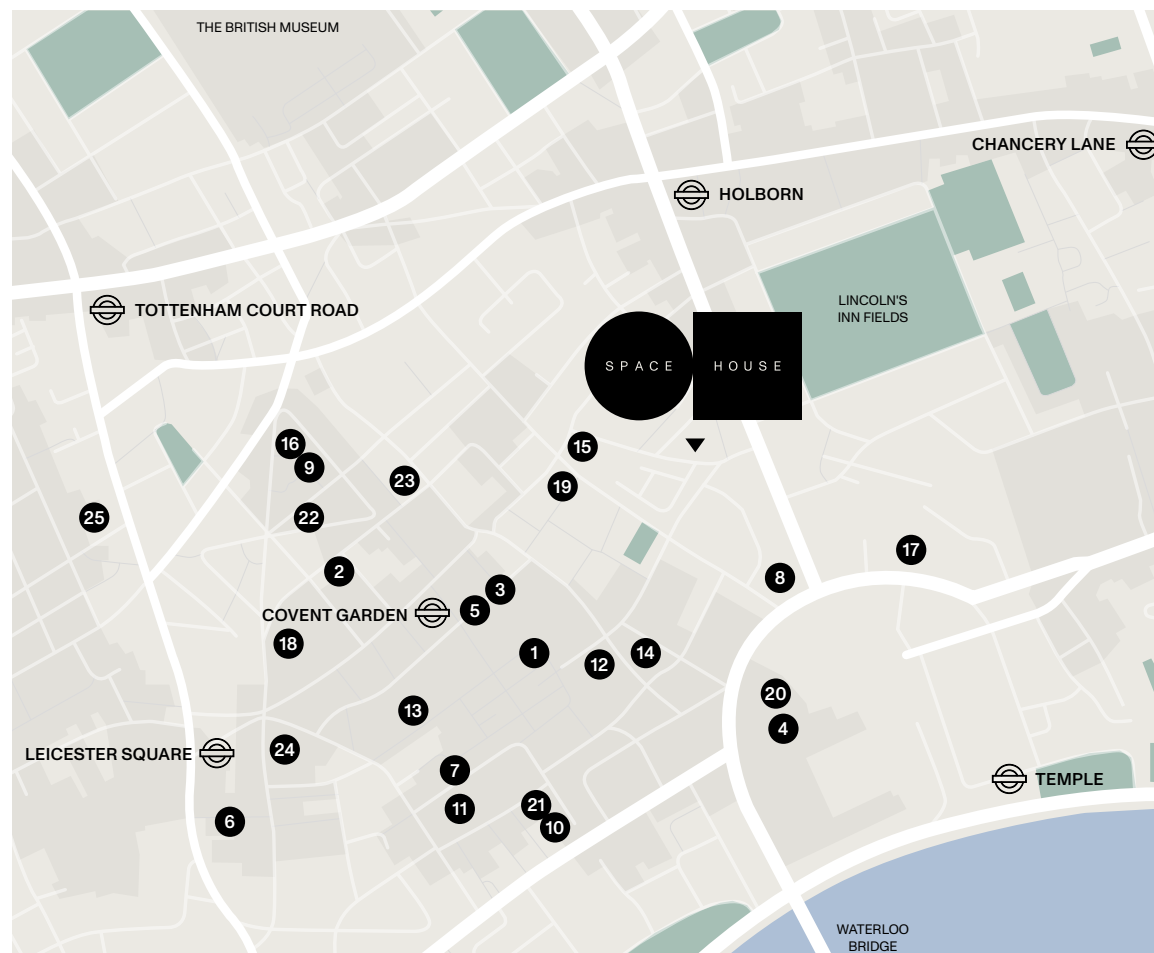 THE BRITISH MUSEUM
CHANCERY LANE
HOLBORN
TOTTENHAM COURT ROAD
LINCOLN'S
INN FIELDS
SPACE HOUSE
16
15
9
23
19
25
22
17
2
8
3
5
COVENT GARDEN
18
1
12
14
20
13
4
24
LEICESTER SQUARE
7
TEMPLE
21
11
6
10
WATERLOO
BRIDGE